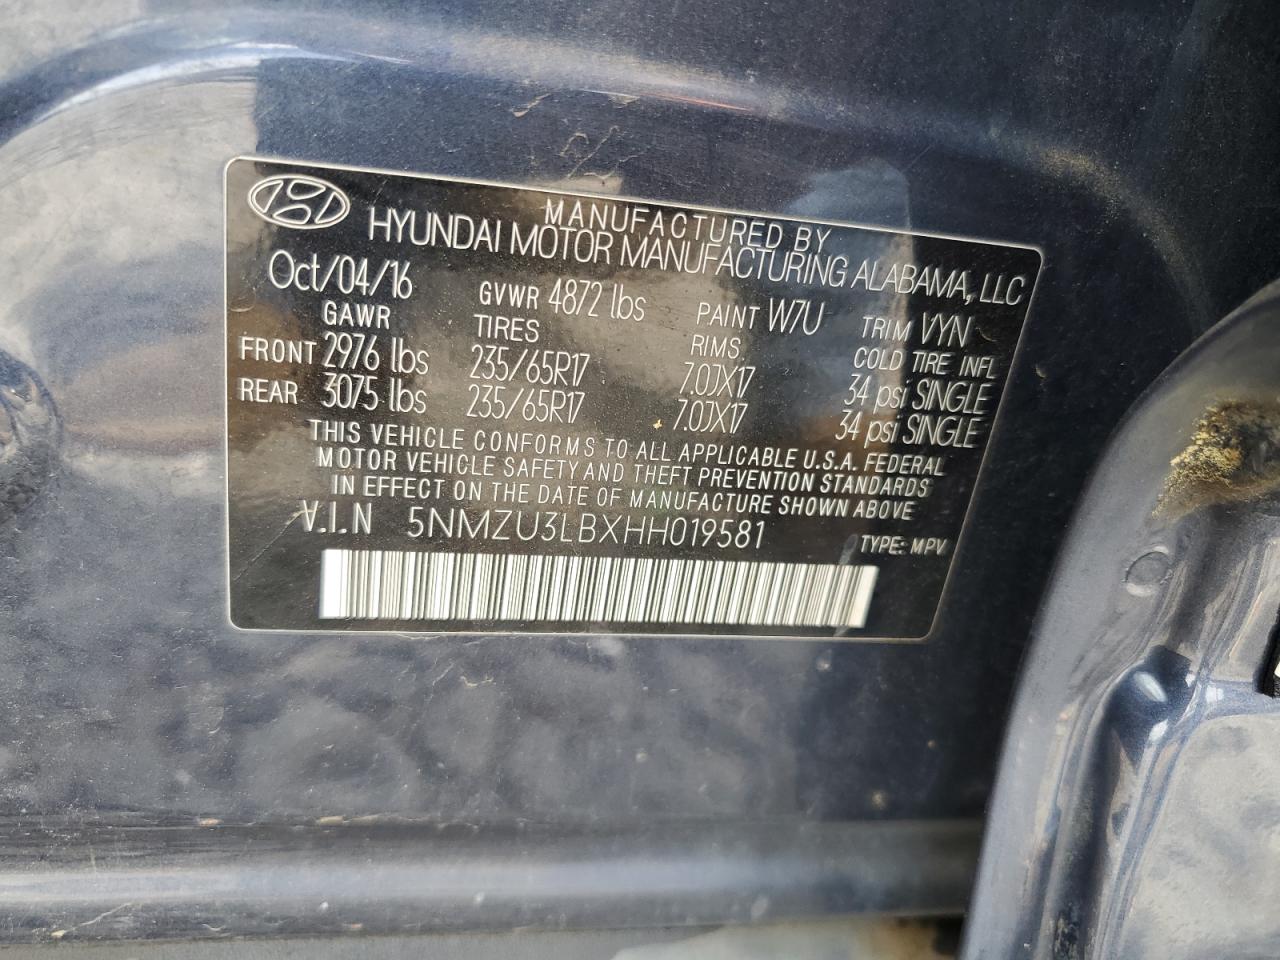 MANUFACTURED BY
HYUNDAI MOTOR MANUFACTURING ALABAMA, LLC
Oct/04/16 GVWR 4872 lbs PAINT W7U TRIM VYN
GAWR TIRES RIMS COLD TIRE INFL
FRONT 2976 lbs 235/65R17 7.0JX17 34 psi SINGLE
REAR 3075 lbs 235/65R17 7.0JX17 34 psi SINGLE
THIS VEHICLE CONFORMS TO ALL APPLICABLE U.S.A. FEDERAL
MOTOR VEHICLE SAFETY AND THEFT PREVENTION STANDARDS
IN EFFECT ON THE DATE OF MANUFACTURE SHOWN ABOVE
V.I.N 5NMZU3LBXHH019581 TYPE: MPV